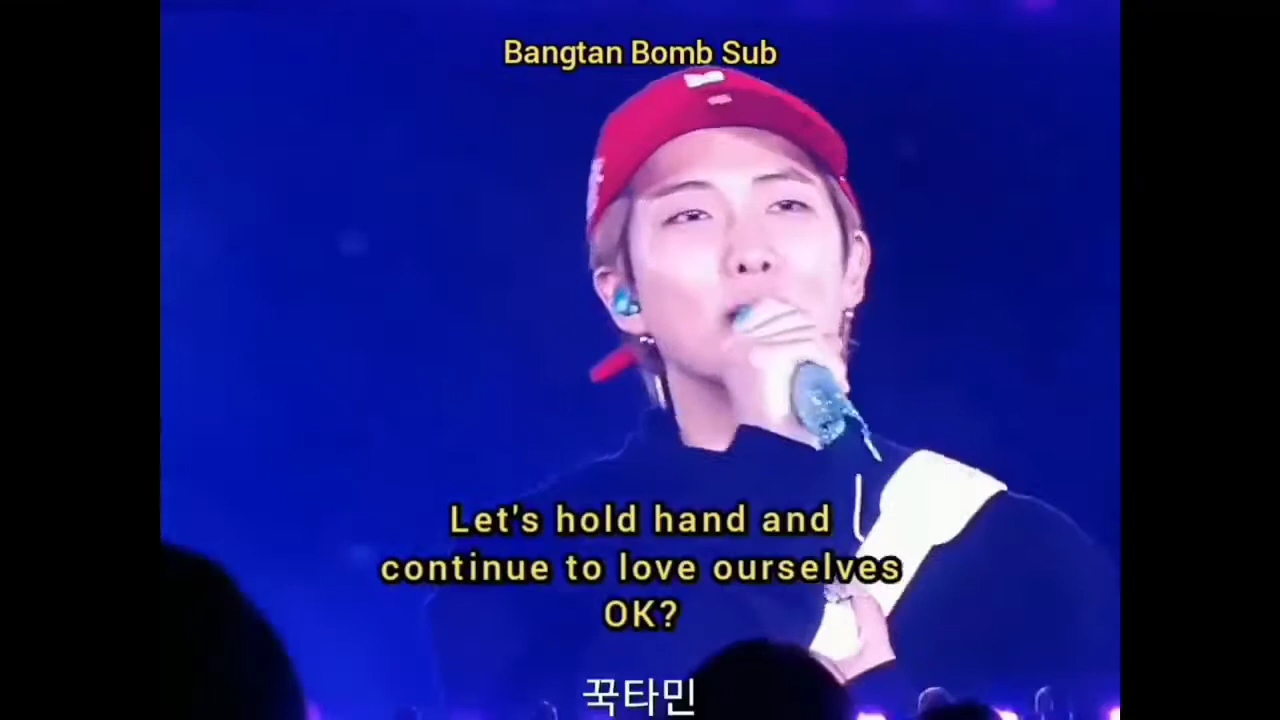 Bangtan Bomb Sub
Let's hold hand and
continue to love ourselves
OK?
꾹타민